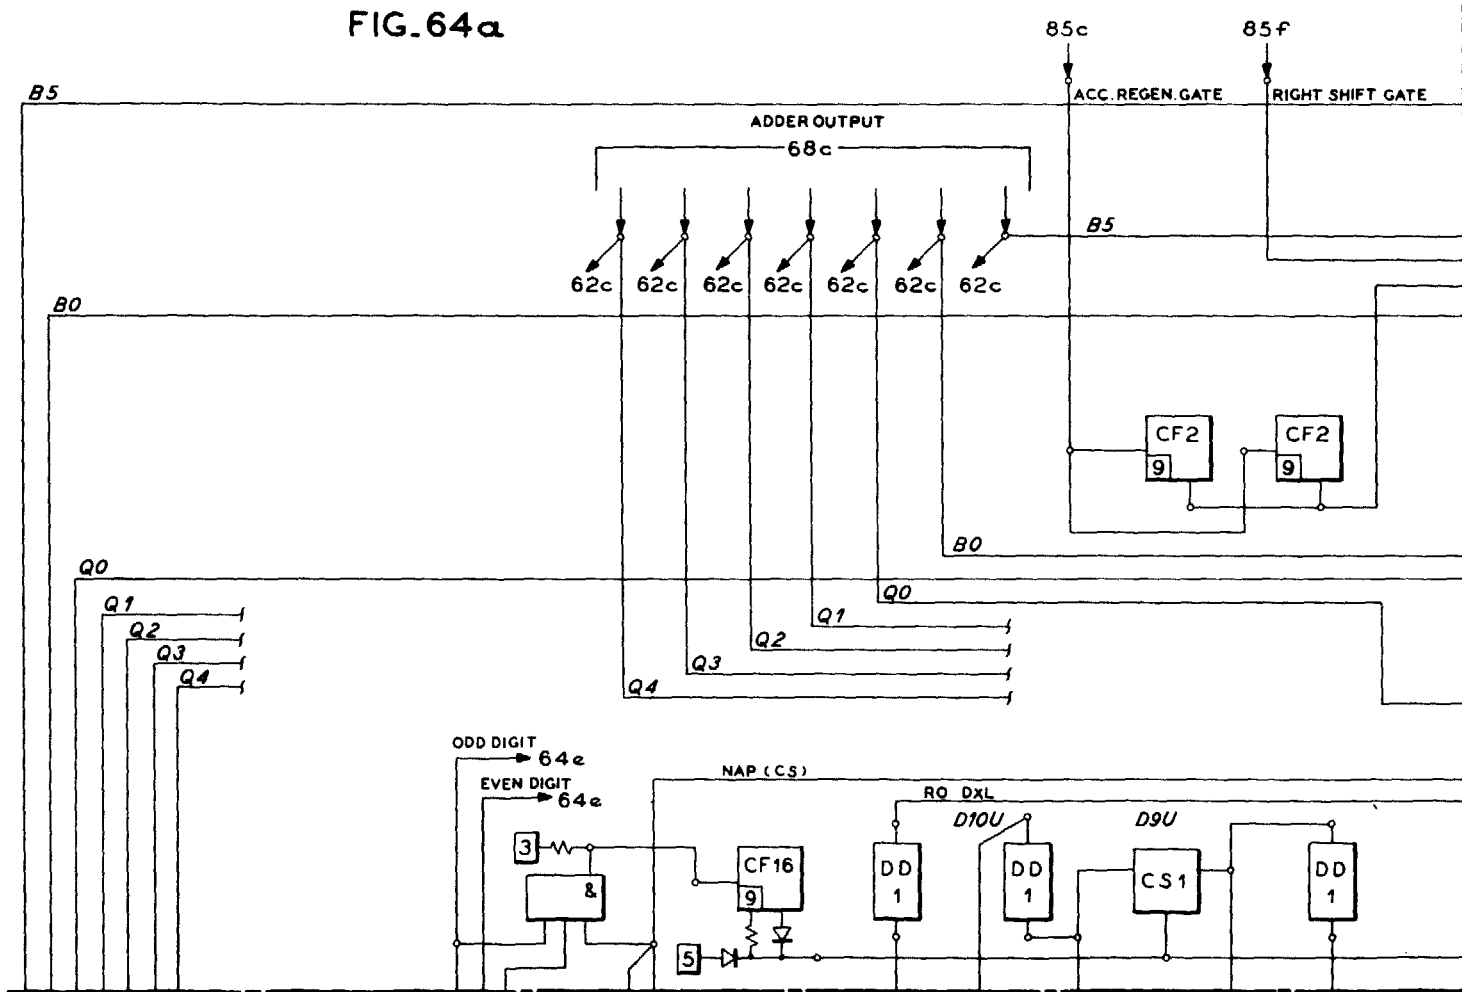 FIG. 64a
85c 85f
B5
ACC. REGEN. GATE RIGHT SHIFT GATE
ADDER OUTPUT
68c
B5
62c 62c 62c 62c 62c 62c 62c
B0
CF2 CF2
9 9
B0
Q0
Q0
Q1
Q1
Q2
Q2
Q3
Q3
Q4
Q4
ODD DIGIT 64e
NAP (CS)
EVEN DIGIT 64e
RO DXL
D10U D9U
3
&
CF16
9
DD 1
DD 1
CS1
DD 1
5